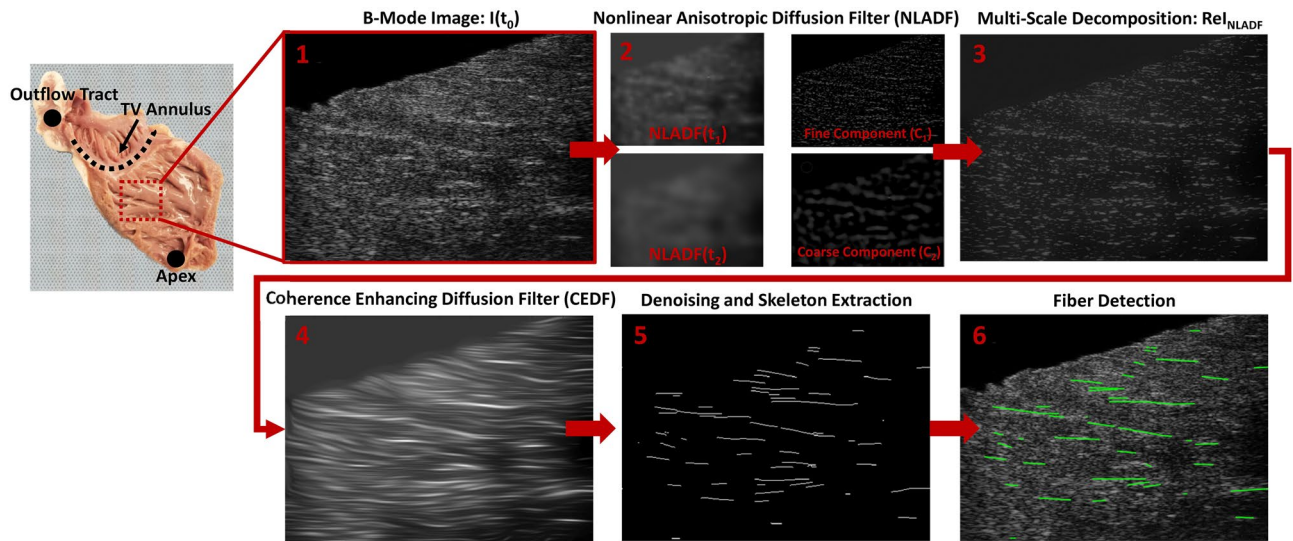 B-Mode Image: I(t₀)
Nonlinear Anisotropic Diffusion Filter (NLADF)
Multi-Scale Decomposition: ReI_NLADF
Outflow Tract
TV Annulus
Apex
1
2
NLADF(t₁)
Fine Component (C₁)
NLADF(t₂)
Coarse Component (C₂)
3
Coherence Enhancing Diffusion Filter (CEDF)
Denoising and Skeleton Extraction
Fiber Detection
4
5
6